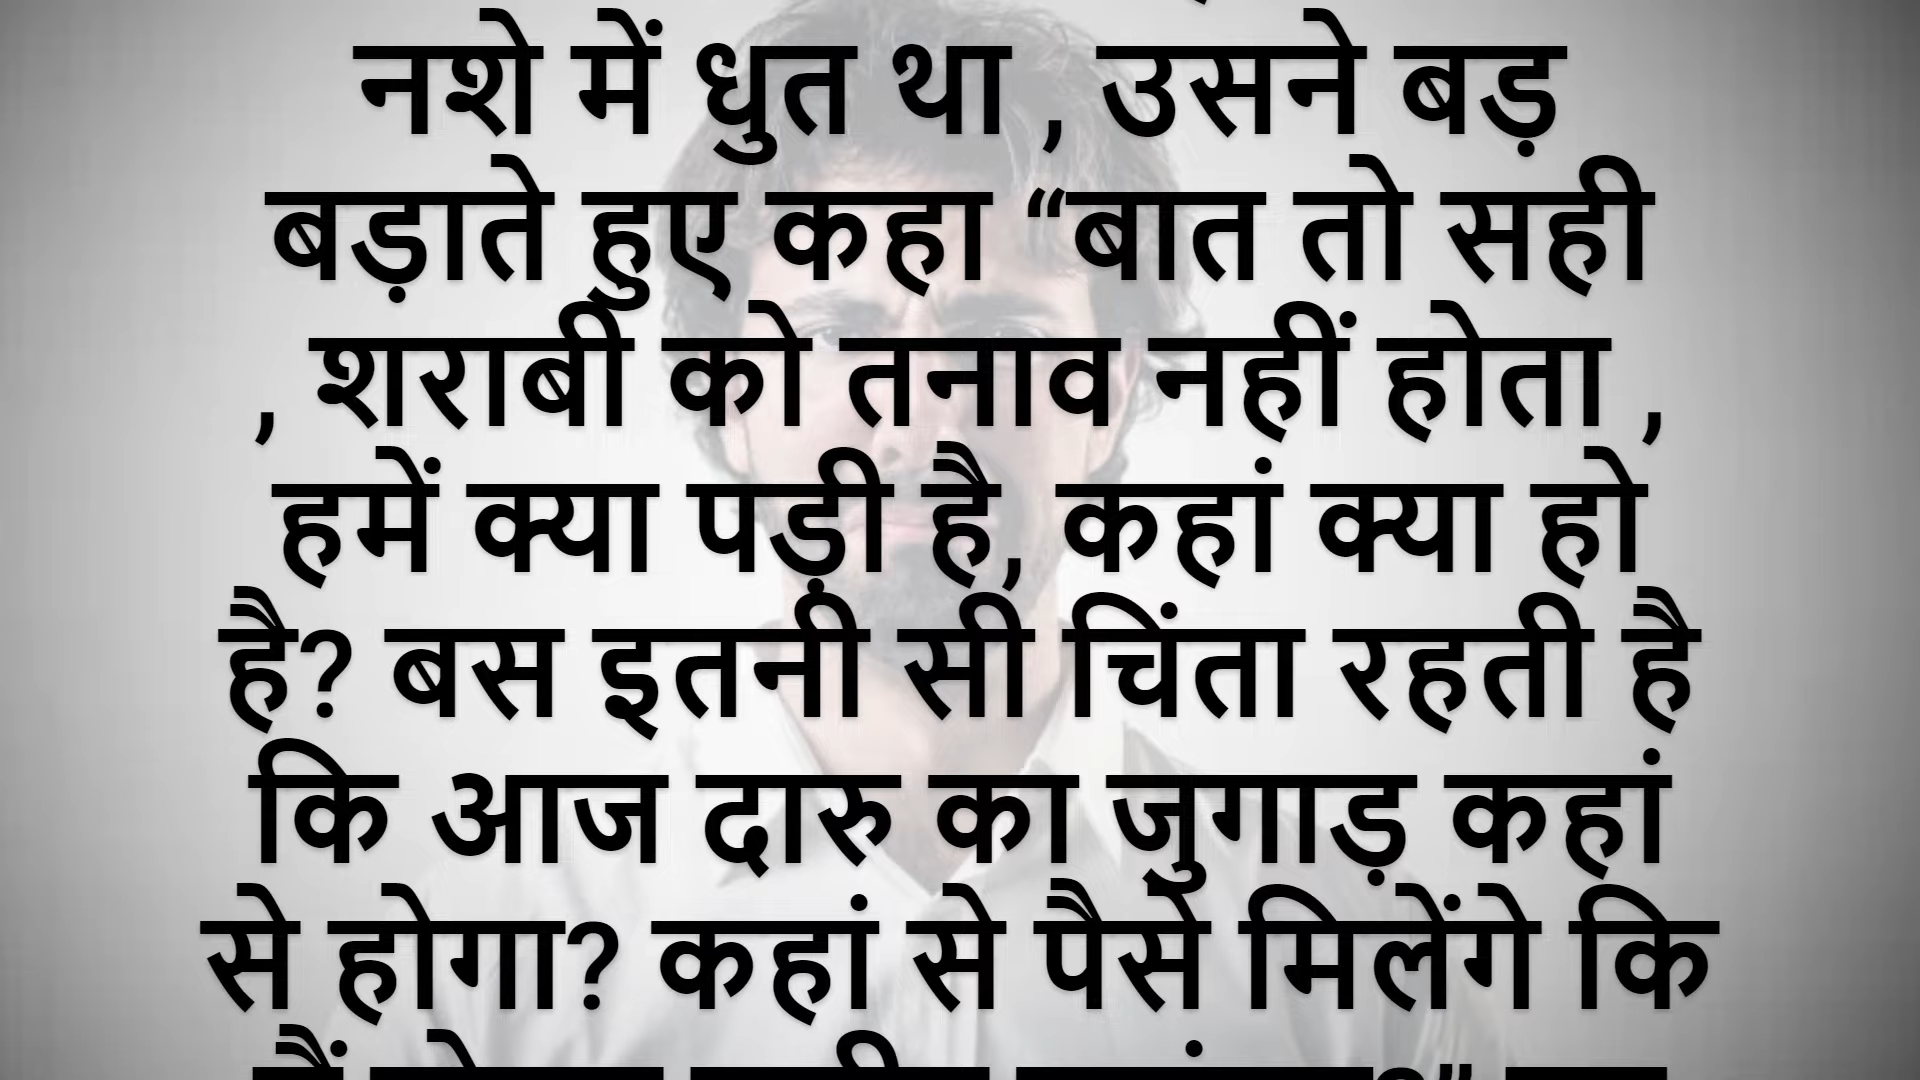 नशे में धुत था , उसने बड़
बड़ाते हुए कहा “बात तो सही
, शराबी को तनाव नहीं होता ,
हमें क्या पड़ी है, कहां क्या हो
है? बस इतनी सी चिंता रहती है
कि आज दारु का जुगाड़ कहां
से होगा? कहां से पैसे मिलेंगे कि